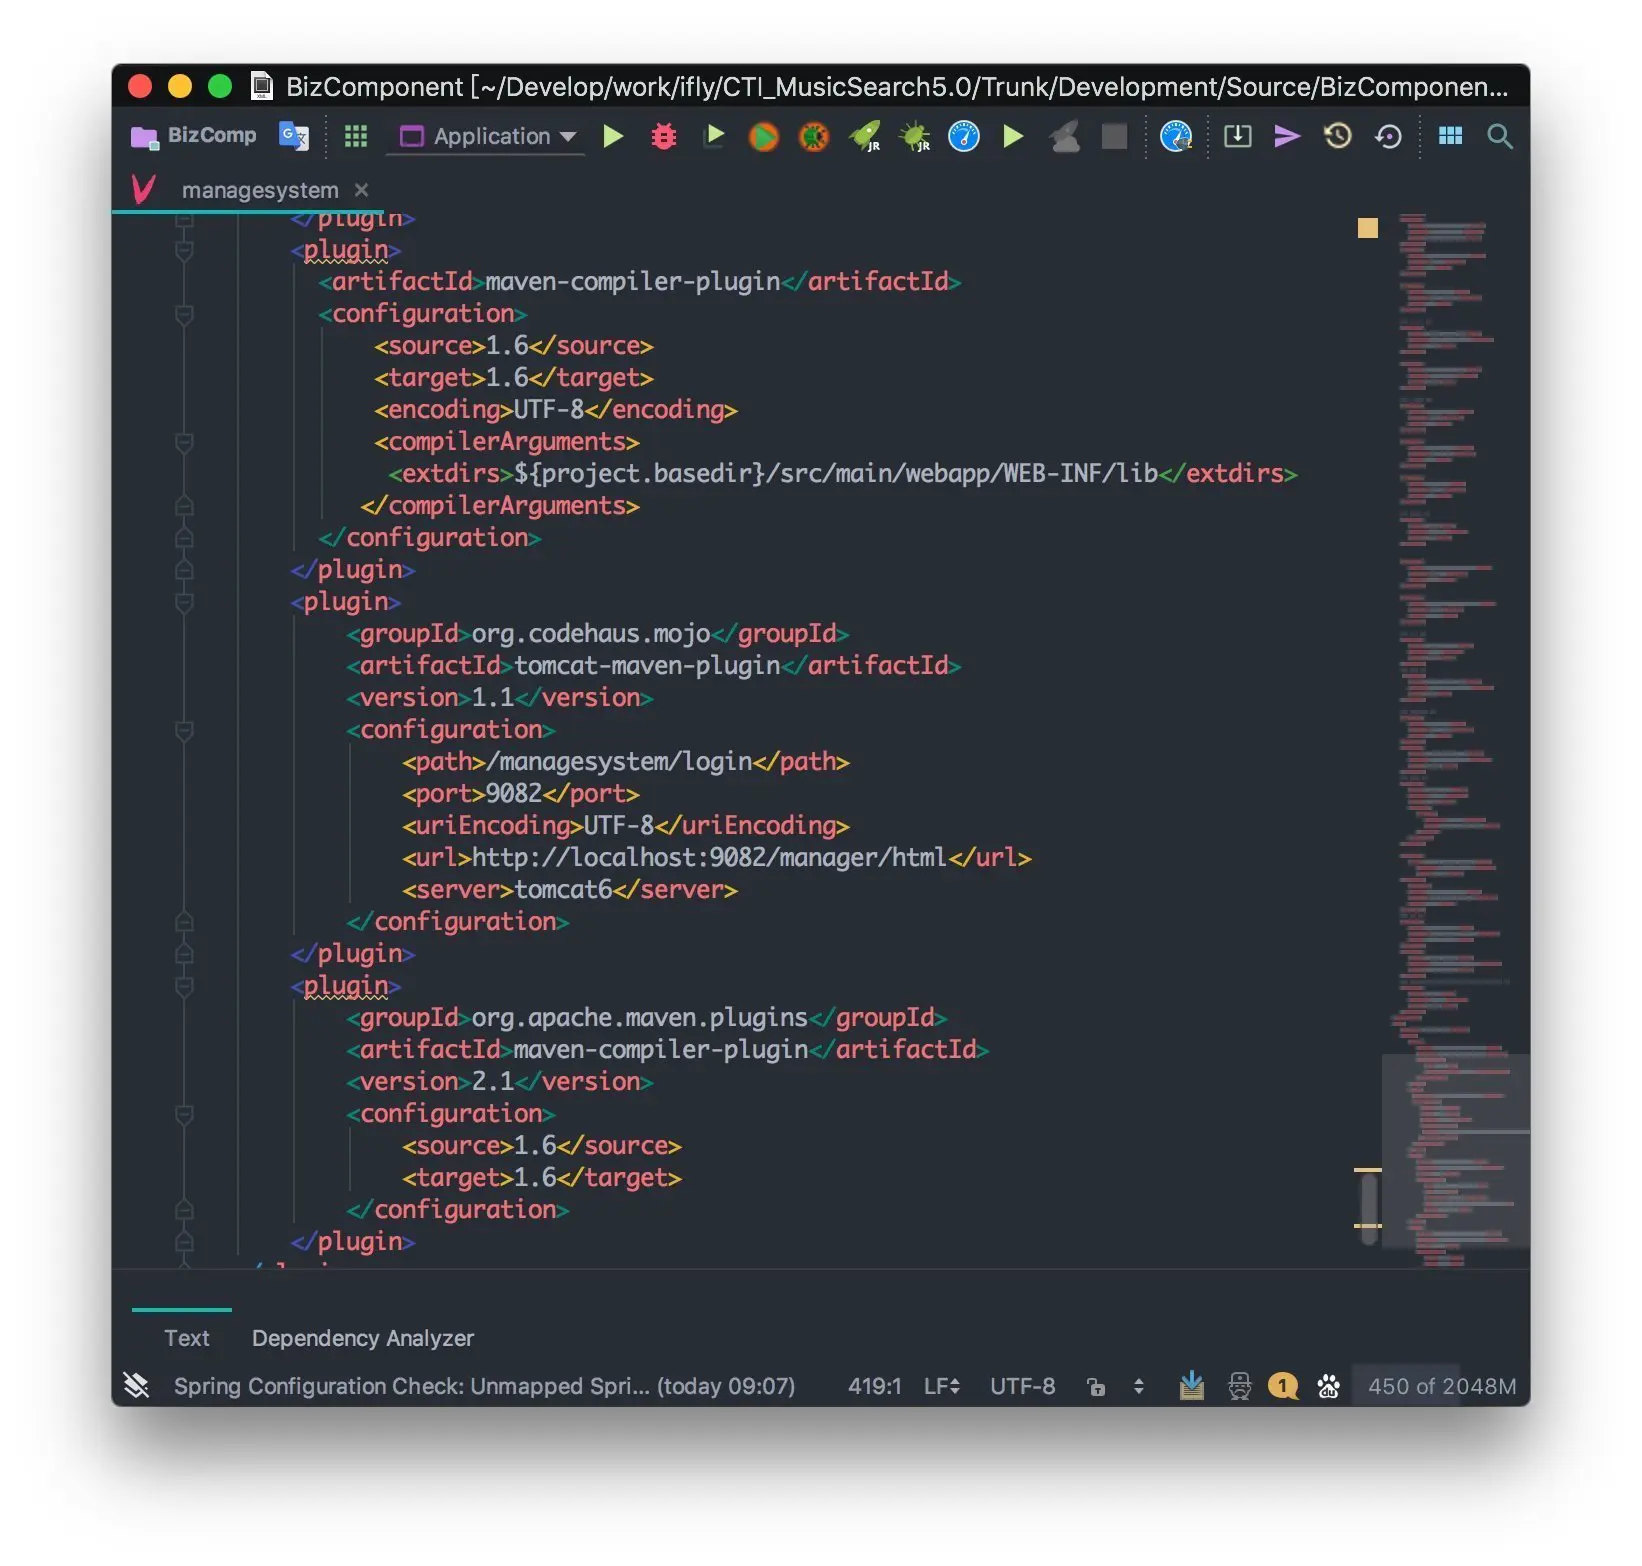 BizComponent [~/Develop/work/ifly/CTI_MusicSearch5.0/Trunk/Development/Source/BizComponen...
BizComp Application
managesystem
</plugin>
<plugin>
<artifactId>maven-compiler-plugin</artifactId>
<configuration>
<source>1.6</source>
<target>1.6</target>
<encoding>UTF-8</encoding>
<compilerArguments>
<extdirs>${project.basedir}/src/main/webapp/WEB-INF/lib</extdirs>
</compilerArguments>
</configuration>
</plugin>
<plugin>
<groupId>org.codehaus.mojo</groupId>
<artifactId>tomcat-maven-plugin</artifactId>
<version>1.1</version>
<configuration>
<path>/managesystem/login</path>
<port>9082</port>
<uriEncoding>UTF-8</uriEncoding>
<url>http://localhost:9082/manager/html</url>
<server>tomcat6</server>
</configuration>
</plugin>
<plugin>
<groupId>org.apache.maven.plugins</groupId>
<artifactId>maven-compiler-plugin</artifactId>
<version>2.1</version>
<configuration>
<source>1.6</source>
<target>1.6</target>
</configuration>
</plugin>
Text Dependency Analyzer
Spring Configuration Check: Unmapped Spri... (today 09:07) 419:1 LF UTF-8 1 450 of 2048M